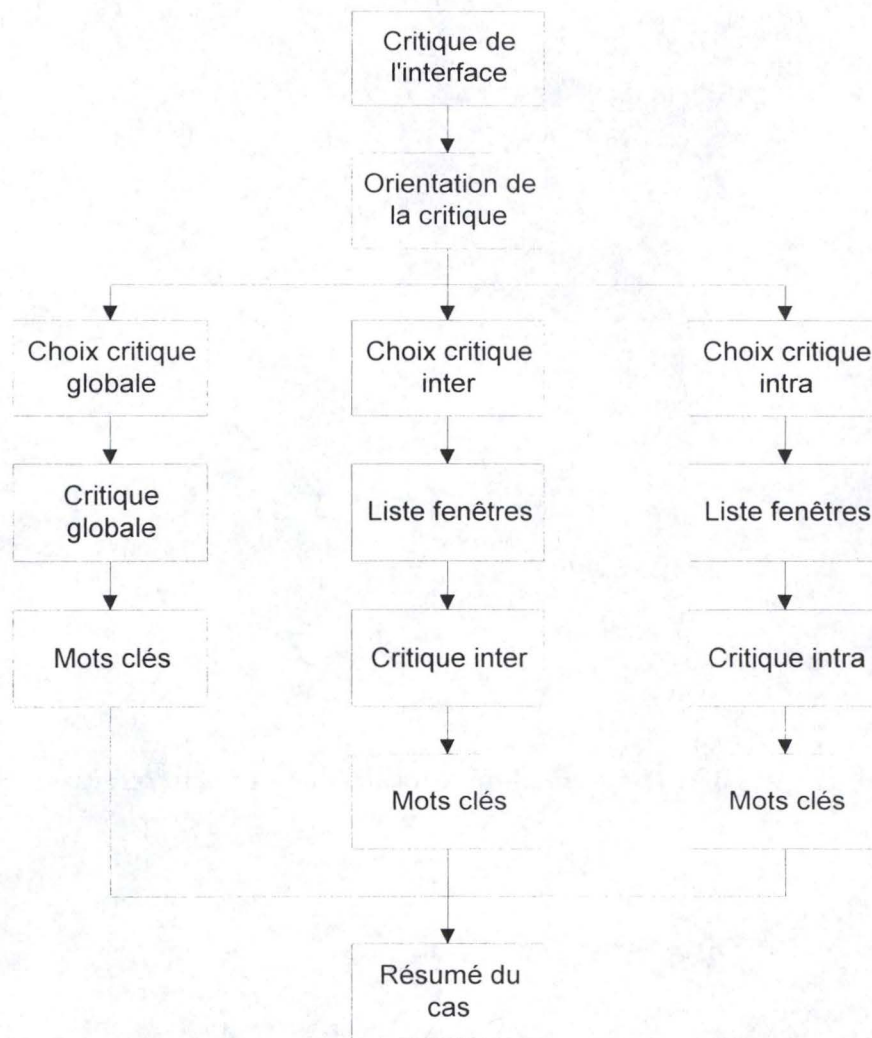 Critique de
l'interface
Orientation de
la critique
Choix critique
globale
Choix critique
inter
Choix critique
intra
Critique
globale
Liste fenêtres
Liste fenêtres
Mots clés
Critique inter
Critique intra
Mots clés
Mots clés
Résumé du
cas